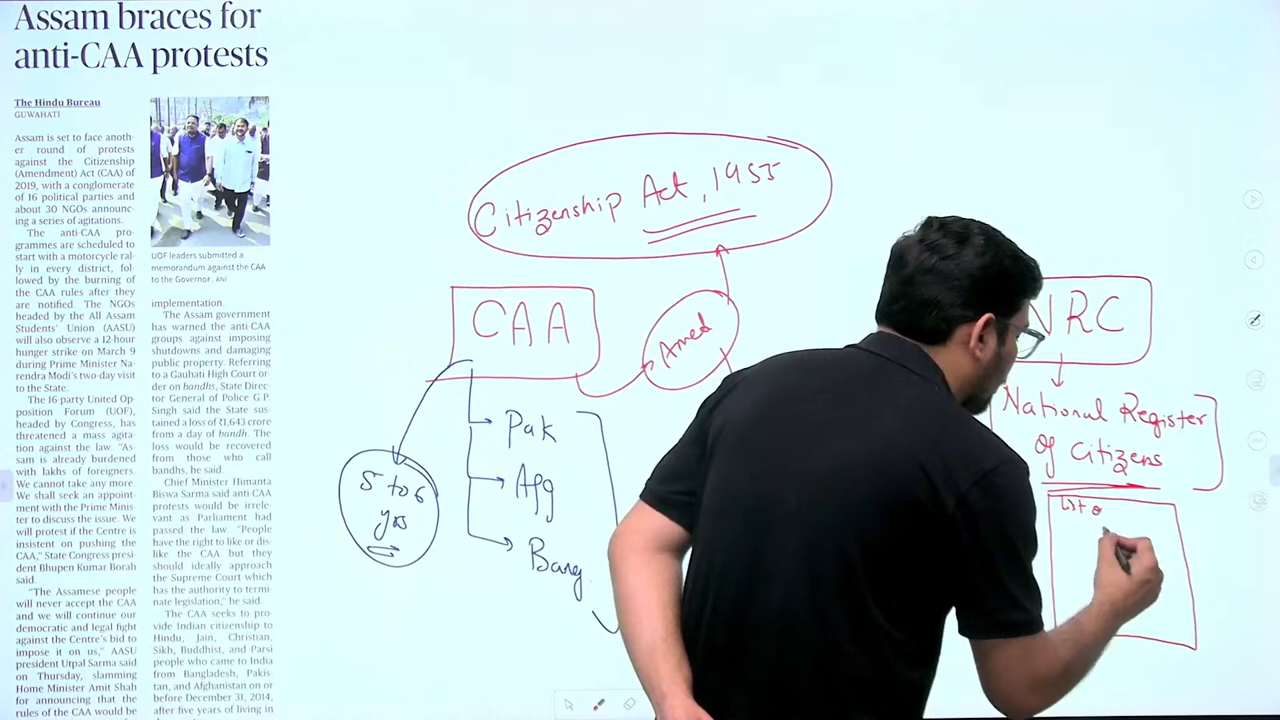 Assam braces for
anti-CAA protests
The Hindu Bureau
GUWAHATI
Assam is set to face anoth-
er round of protests
against the Citizenship
(Amendment) Act (CAA) of
2019, with a conglomerate
of 16 political parties and
about 30 NGOs announc-
ing a series of agitations.
The anti-CAA pro-
grammes are scheduled to
start with a motorcycle ral-
ly in every district, fol-
lowed by the burning of
the CAA rules after they
are notified. The NGOs
headed by the All Assam
Students' Union (AASU)
will also observe a 12-hour
hunger strike on March 9
during Prime Minister Na-
rendra Modi's two-day visit
to the State.
The 16-party United Op-
position Forum (UOF),
headed by Congress, has
threatened a mass agita-
tion against the law. "As-
sam is already burdened
with lakhs of foreigners.
We cannot take any more.
We shall seek an appoint-
ment with the Prime Minis-
ter to discuss the issue. We
will protest if the Centre is
insistent on pushing the
CAA," State Congress presi-
dent Bhupen Kumar Borah
said.
"The Assamese people
will never accept the CAA
and we will continue our
democratic and legal fight
against the Centre's bid to
impose it on us," AASU
president Utpal Sarma said
on Thursday, slamming
Home Minister Amit Shah
for announcing that the
rules of the CAA would be
UOF leaders submitted a
memorandum against the CAA
to the Governor. ANI
implementation.
The Assam government
has warned the anti-CAA
groups against imposing
shutdowns and damaging
public property. Referring
to a Gauhati High Court or-
der on bandhs, State Direc-
tor General of Police G.P.
Singh said the State sus-
tained a loss of ₹1,643 crore
from a day of bandh. The
loss would be recovered
from those who call
bandhs, he said.
Chief Minister Himanta
Biswa Sarma said anti-CAA
protests would be irrele-
vant as Parliament had
passed the law. "People
have the right to like or dis-
like the CAA but they
should ideally approach
the Supreme Court which
has the authority to termi-
nate legislation," he said.
The CAA seeks to pro-
vide Indian citizenship to
Hindu, Jain, Christian,
Sikh, Buddhist, and Parsi
people who came to India
from Bangladesh, Pakis-
tan, and Afghanistan on or
before December 31, 2014,
after five years of living in
Citizenship Act, 1955
CAA
Amed
5 to 6
yrs
Pak
Afg
Bang
NRC
National Register
of Citizens
List o